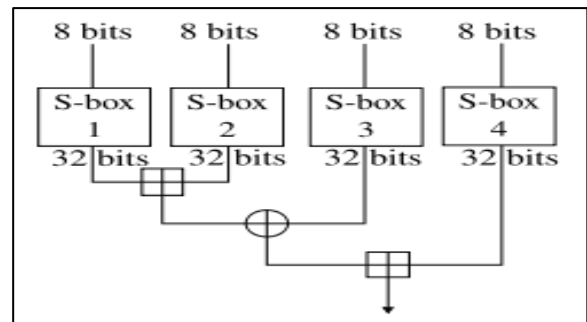 8 bits 8 bits 8 bits 8 bits
S-box S-box S-box S-box
1 2 3 4
32 bits 32 bits 32 bits 32 bits